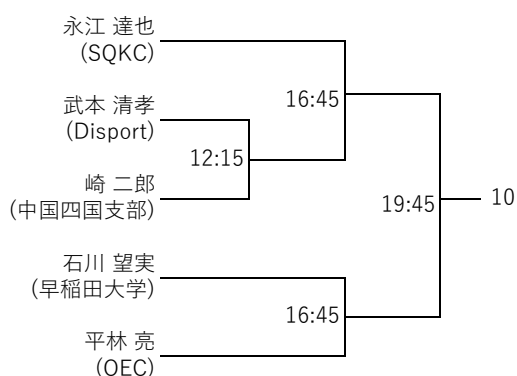 永江 達也
(SQKC)
16:45
武本 清孝
(Disport)
12:15
崎 二郎
(中国四国支部)
19:45
10
石川 望実
(早稲田大学)
16:45
平林 亮
(OEC)